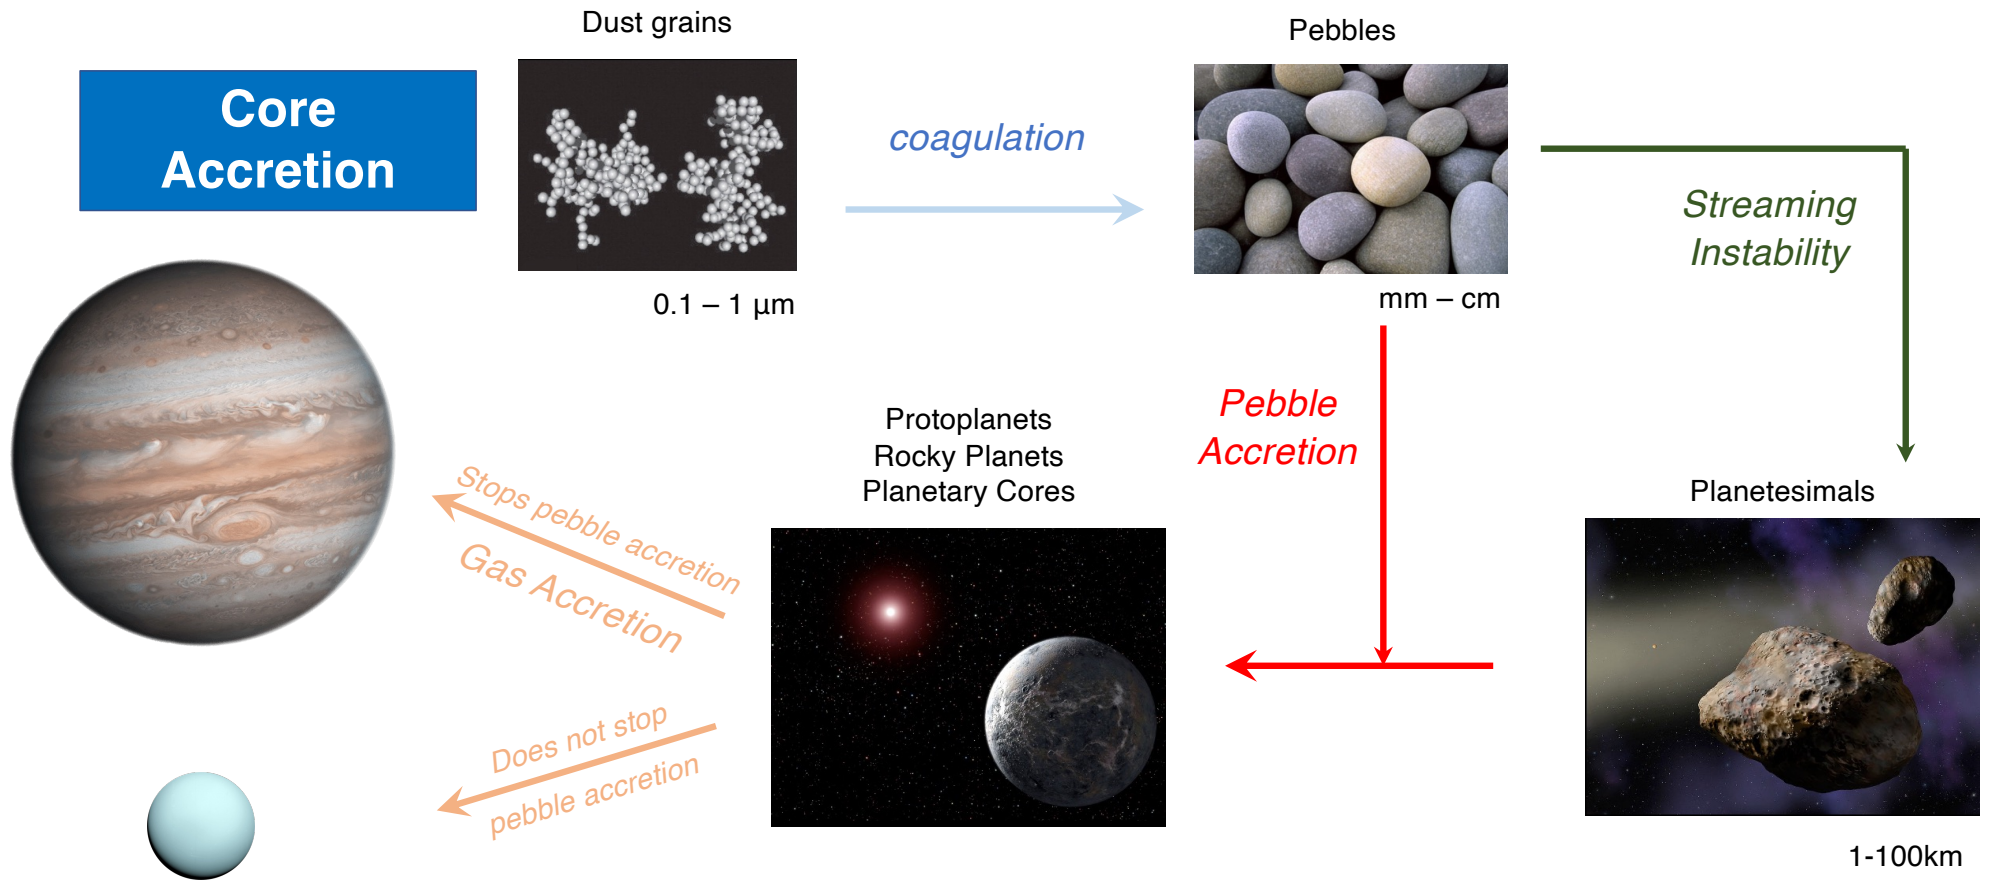 Core
Accretion
Dust grains
0.1 – 1 μm
coagulation
Pebbles
mm – cm
Streaming
Instability
Pebble
Accretion
Planetesimals
1-100km
Protoplanets
Rocky Planets
Planetary Cores
Stops pebble accretion
Gas Accretion
Does not stop
pebble accretion